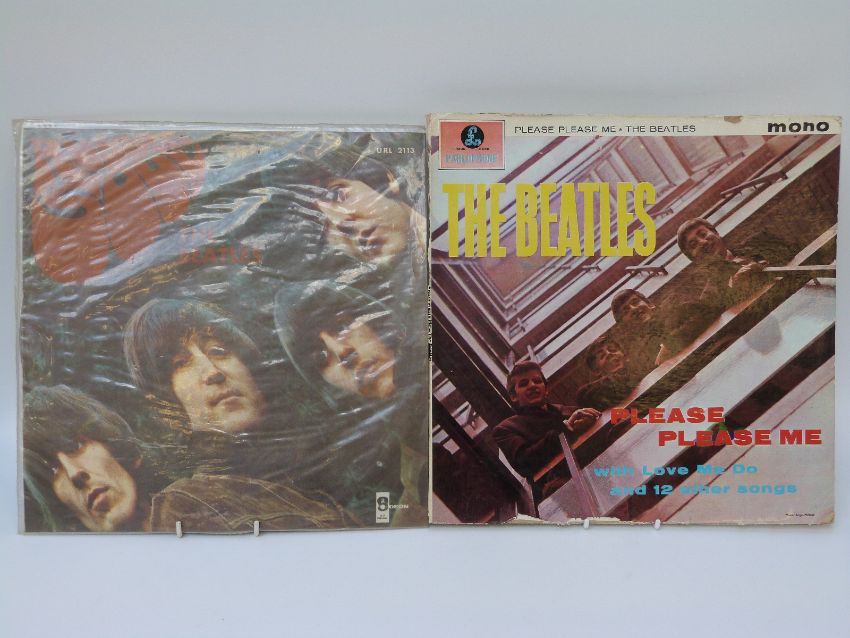 URL 2113
THE
BEATLES
ODEON
PARLOPHONE
PLEASE PLEASE ME • THE BEATLES
mono
THE BEATLES
PLEASE
PLEASE ME
with Love Me Do
and 12 other songs